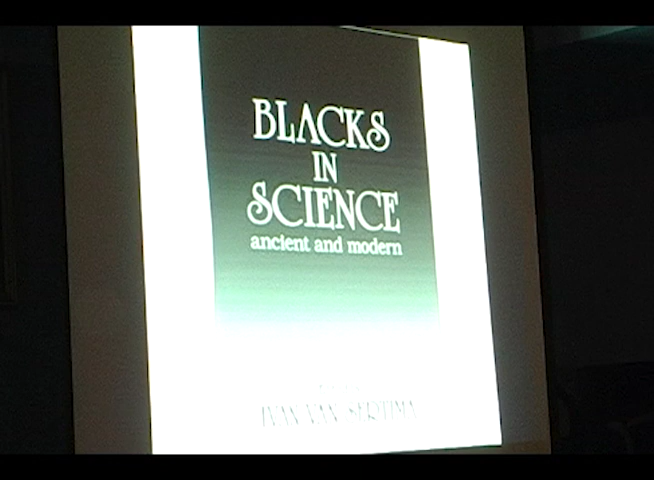 BLACKS
IN
SCIENCE
ancient and modern
IVAN VAN SERTIMA